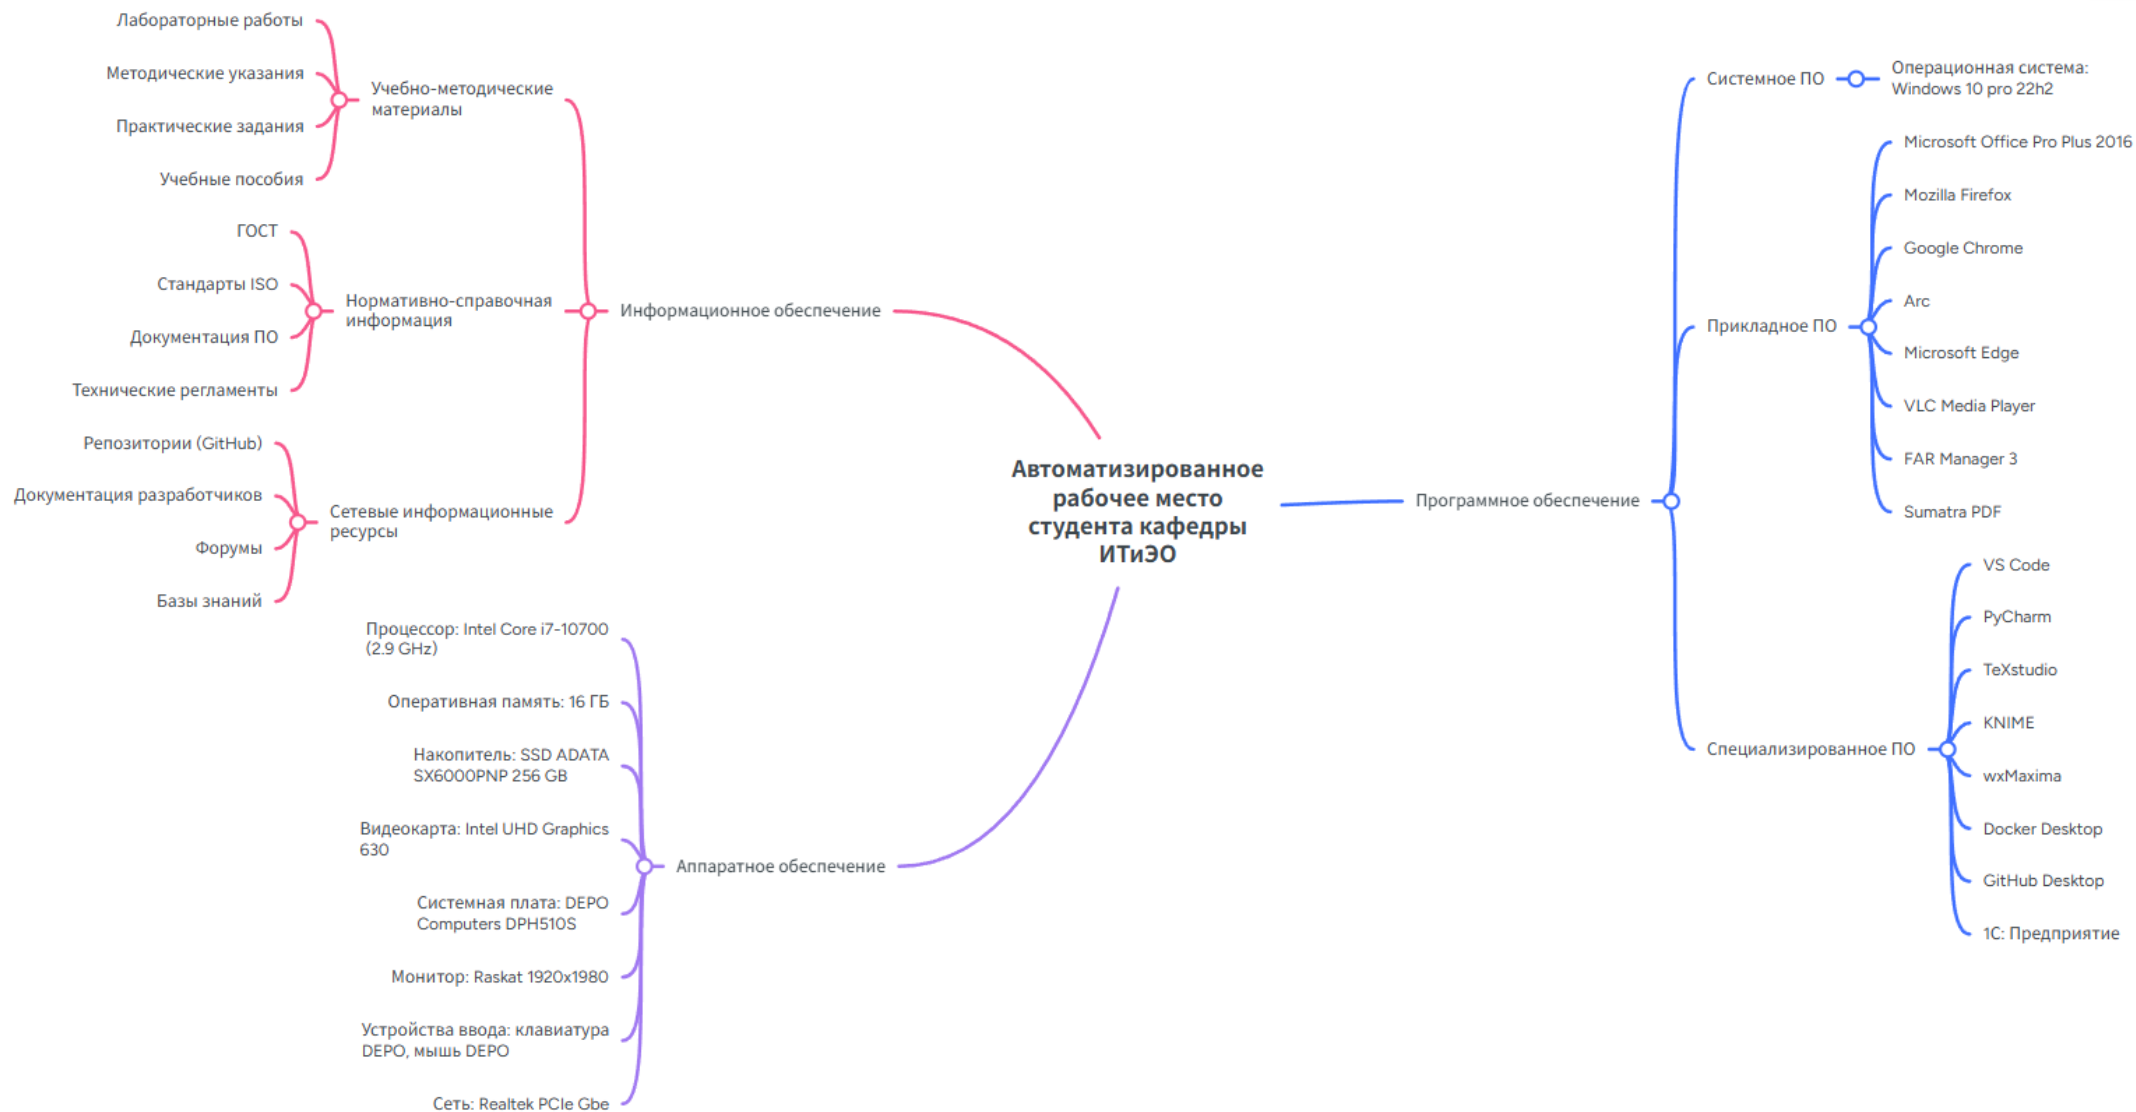 Автоматизированное
рабочее место
студента кафедры
ИТиЭО
Информационное обеспечение
Учебно-методические
материалы
Лабораторные работы
Методические указания
Практические задания
Учебные пособия
Нормативно-справочная
информация
ГОСТ
Стандарты ISO
Документация ПО
Технические регламенты
Сетевые информационные
ресурсы
Репозитории (GitHub)
Документация разработчиков
Форумы
Базы знаний
Аппаратное обеспечение
Процессор: Intel Core i7-10700
(2.9 GHz)
Оперативная память: 16 ГБ
Накопитель: SSD ADATA
SX6000PNP 256 GB
Видеокарта: Intel UHD Graphics
630
Системная плата: DEPO
Computers DPH510S
Монитор: Raskat 1920x1980
Устройства ввода: клавиатура
DEPO, мышь DEPO
Сеть: Realtek PCIe Gbe
Программное обеспечение
Системное ПО
Операционная система:
Windows 10 pro 22h2
Прикладное ПО
Microsoft Office Pro Plus 2016
Mozilla Firefox
Google Chrome
Arc
Microsoft Edge
VLC Media Player
FAR Manager 3
Sumatra PDF
Специализированное ПО
VS Code
PyCharm
TeXstudio
KNIME
wxMaxima
Docker Desktop
GitHub Desktop
1С: Предприятие